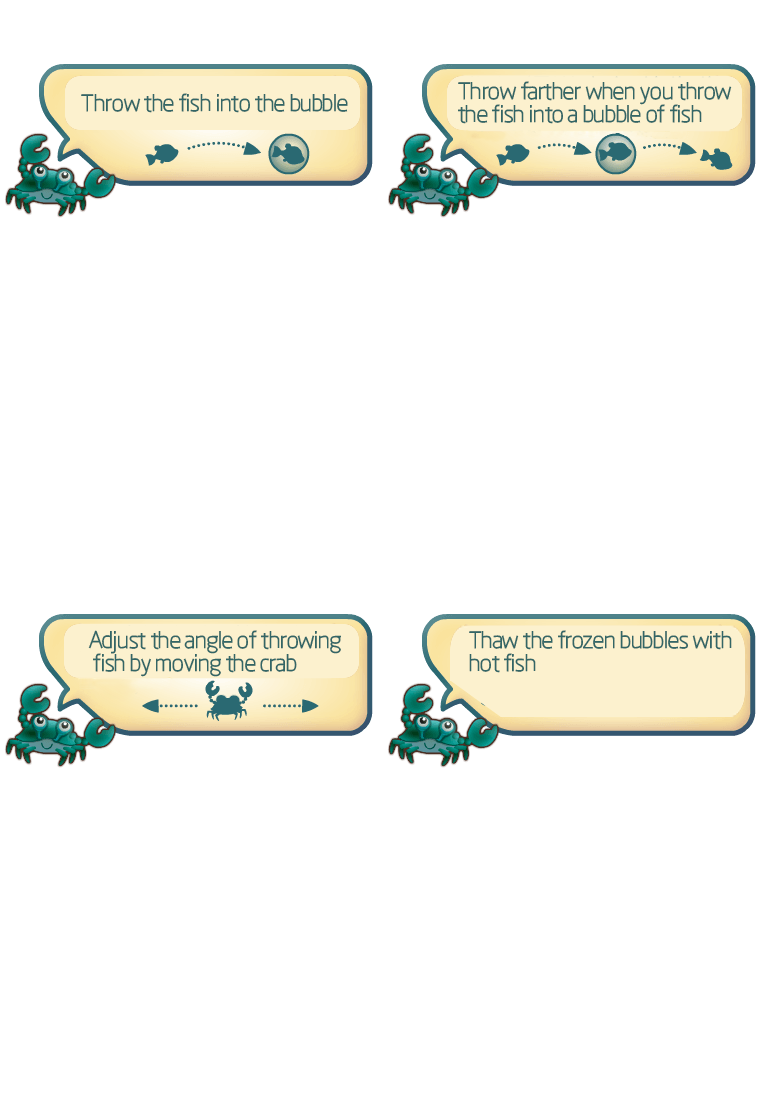 Throw the fish into the bubble
Throw farther when you throw
the fish into a bubble of fish
Adjust the angle of throwing
fish by moving the crab
Thaw the frozen bubbles with
hot fish